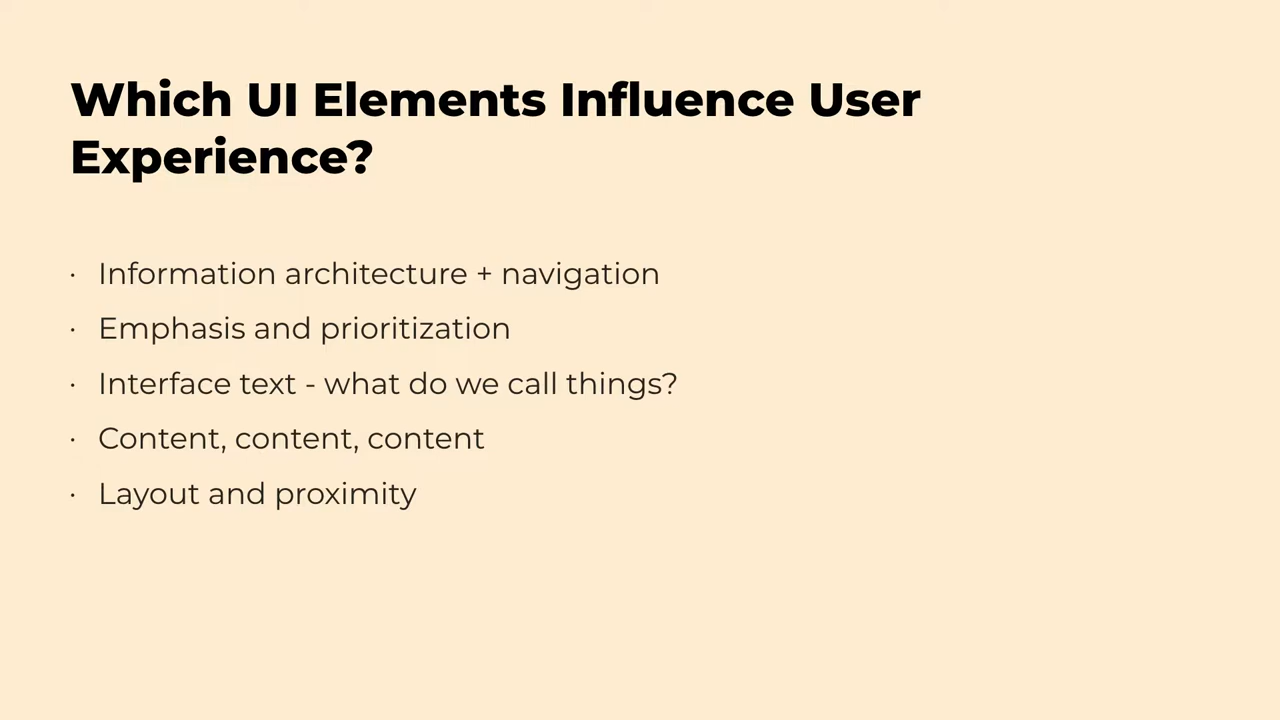 Which UI Elements Influence User
Experience?
· Information architecture + navigation
· Emphasis and prioritization
· Interface text - what do we call things?
· Content, content, content
· Layout and proximity